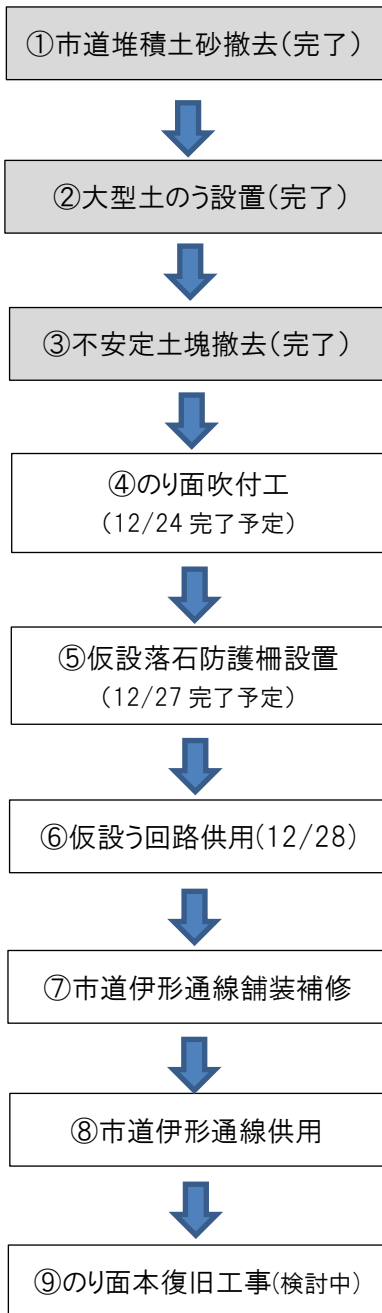 ①市道堆積土砂撤去(完了)
②大型土のう設置(完了)
③不安定土塊撤去(完了)
④のり面吹付工
(12/24 完了予定)
⑤仮設落石防護柵設置
(12/27 完了予定)
⑥仮設う回路供用(12/28)
⑦市道伊形通線舗装補修
⑧市道伊形通線供用
⑨のり面本復旧工事(検討中)